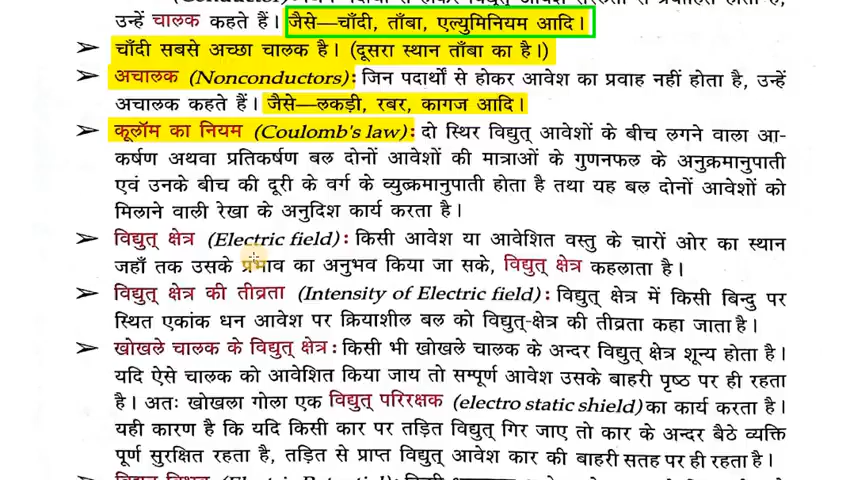 उन्हें चालक कहते हैं। जैसे—चाँदी, ताँबा, एल्युमिनियम आदि।
➢ चाँदी सबसे अच्छा चालक है। (दूसरा स्थान ताँबा का है।)
➢ अचालक (Nonconductors): जिन पदार्थों से होकर आवेश का प्रवाह नहीं होता है, उन्हें
अचालक कहते हैं। जैसे—लकड़ी, रबर, कागज आदि।
➢ कूलॉम का नियम (Coulomb's law): दो स्थिर विद्युत् आवेशों के बीच लगने वाला आ-
कर्षण अथवा प्रतिकर्षण बल दोनों आवेशों की मात्राओं के गुणनफल के अनुक्रमानुपाती
एवं उनके बीच की दूरी के वर्ग के व्युत्क्रमानुपाती होता है तथा यह बल दोनों आवेशों को
मिलाने वाली रेखा के अनुदिश कार्य करता है।
➢ विद्युत् क्षेत्र (Electric field): किसी आवेश या आवेशित वस्तु के चारों ओर का स्थान
जहाँ तक उसके प्रभाव का अनुभव किया जा सके, विद्युत् क्षेत्र कहलाता है।
➢ विद्युत् क्षेत्र की तीव्रता (Intensity of Electric field): विद्युत् क्षेत्र में किसी बिन्दु पर
स्थित एकांक धन आवेश पर क्रियाशील बल को विद्युत्-क्षेत्र की तीव्रता कहा जाता है।
➢ खोखले चालक के विद्युत् क्षेत्र: किसी भी खोखले चालक के अन्दर विद्युत् क्षेत्र शून्य होता है।
यदि ऐसे चालक को आवेशित किया जाय तो सम्पूर्ण आवेश उसके बाहरी पृष्ठ पर ही रहता
है। अतः खोखला गोला एक विद्युत् परिरक्षक (electro static shield) का कार्य करता है।
यही कारण है कि यदि किसी कार पर तड़ित विद्युत् गिर जाए तो कार के अन्दर बैठे व्यक्ति
पूर्ण सुरक्षित रहता है, तड़ित से प्राप्त विद्युत् आवेश कार की बाहरी सतह पर ही रहता है।